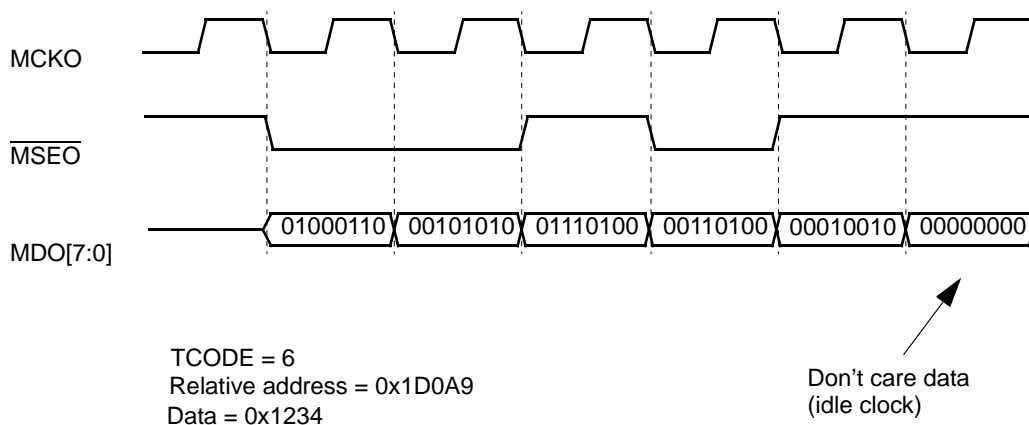 MCKO
MSEO
MDO[7:0]
01000110 00101010 01110100 00110100 00010010 00000000
TCODE = 6
Relative address = 0x1D0A9
Data = 0x1234
Don't care data
(idle clock)